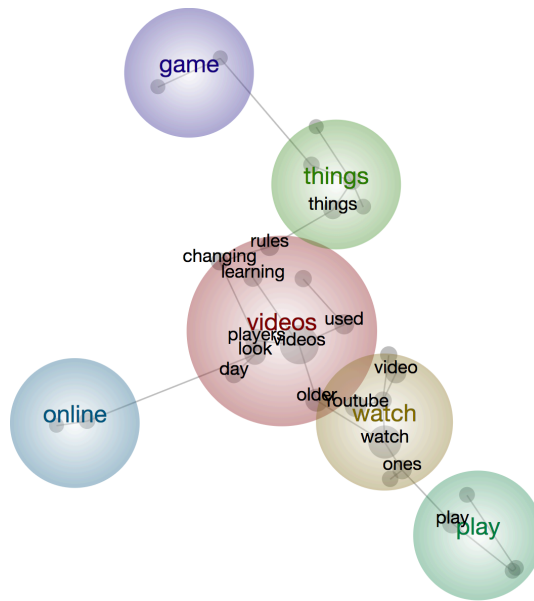 game
things
things
rules
changing
learning
videos
used
players
videos
look
day
video
older
Youtube
online
watch
watch
ones
play
play